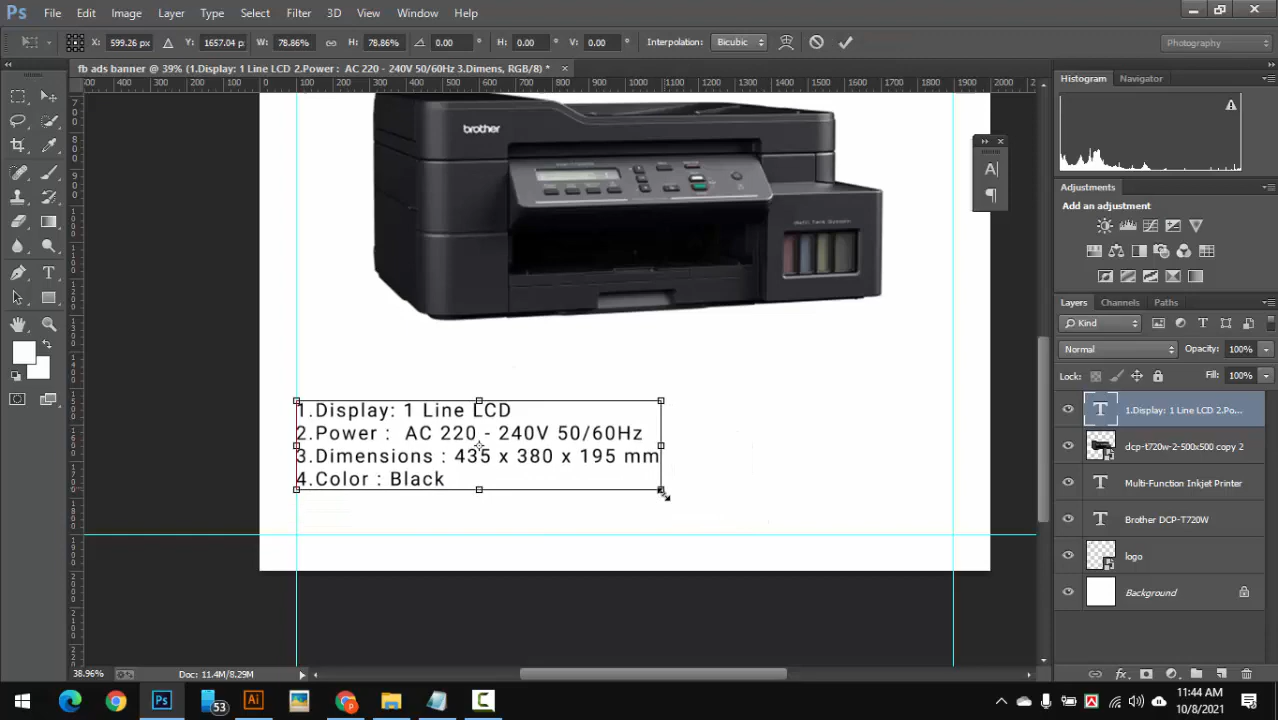 Ps File Edit Image Layer Type Select Filter 3D View Window Help
X: 599.26 px Y: 1657.04 p W: 78.86% H: 78.86% 0.00 ° H: 0.00 ° V: 0.00 ° Interpolation: Bicubic Photography
fb ads banner @ 39% (1.Display: 1 Line LCD 2.Power : AC 220 - 240V 50/60Hz 3.Dimens, RGB/8) *
Histogram Navigator
brother
Adjustments
Add an adjustment
Layers Channels Paths
Kind
Normal Opacity: 100%
Lock: Fill: 100%
1.Display: 1 Line LCD
2.Power : AC 220 - 240V 50/60Hz
3.Dimensions : 435 x 380 x 195 mm
4.Color : Black
1.Display: 1 Line LCD 2.Po...
dcp-t720w-2-500x500 copy 2
Multi-Function Inkjet Printer
Brother DCP-T720W
logo
Background
38.96% Doc: 11.4M/8.29M
53
11:44 AM
10/8/2021